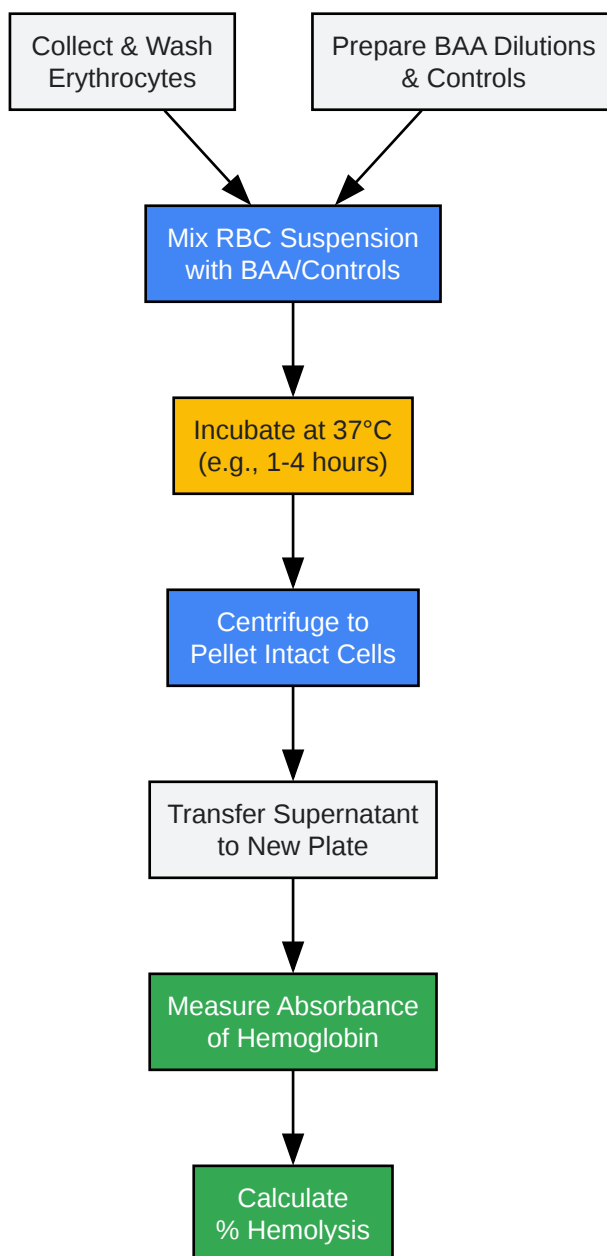 Collect & Wash
Erythrocytes
Prepare BAA Dilutions
& Controls
Mix RBC Suspension
with BAA/Controls
Incubate at 37°C
(e.g., 1-4 hours)
Centrifuge to
Pellet Intact Cells
Transfer Supernatant
to New Plate
Measure Absorbance
of Hemoglobin
Calculate
% Hemolysis